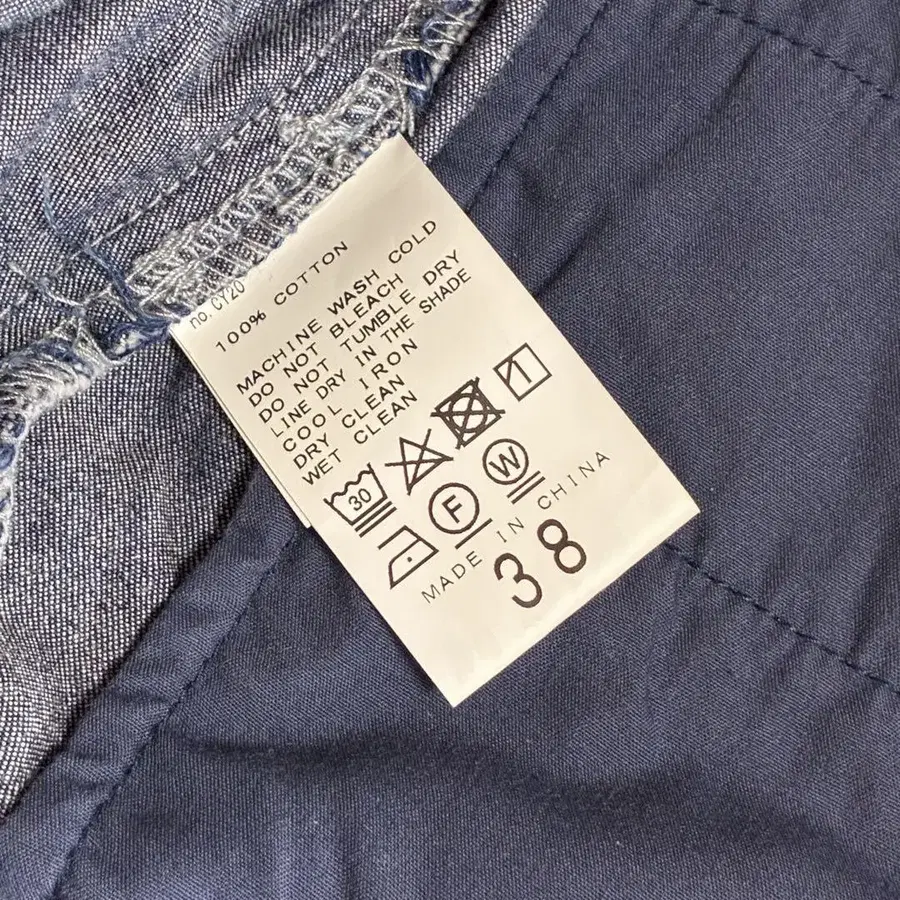 no. CY20
100% COTTON
MACHINE WASH COLD
DO NOT BLEACH
DO NOT TUMBLE DRY
LINE DRY IN THE SHADE
COOL IRON
DRY CLEAN
WET CLEAN
30
F W
MADE IN CHINA
38